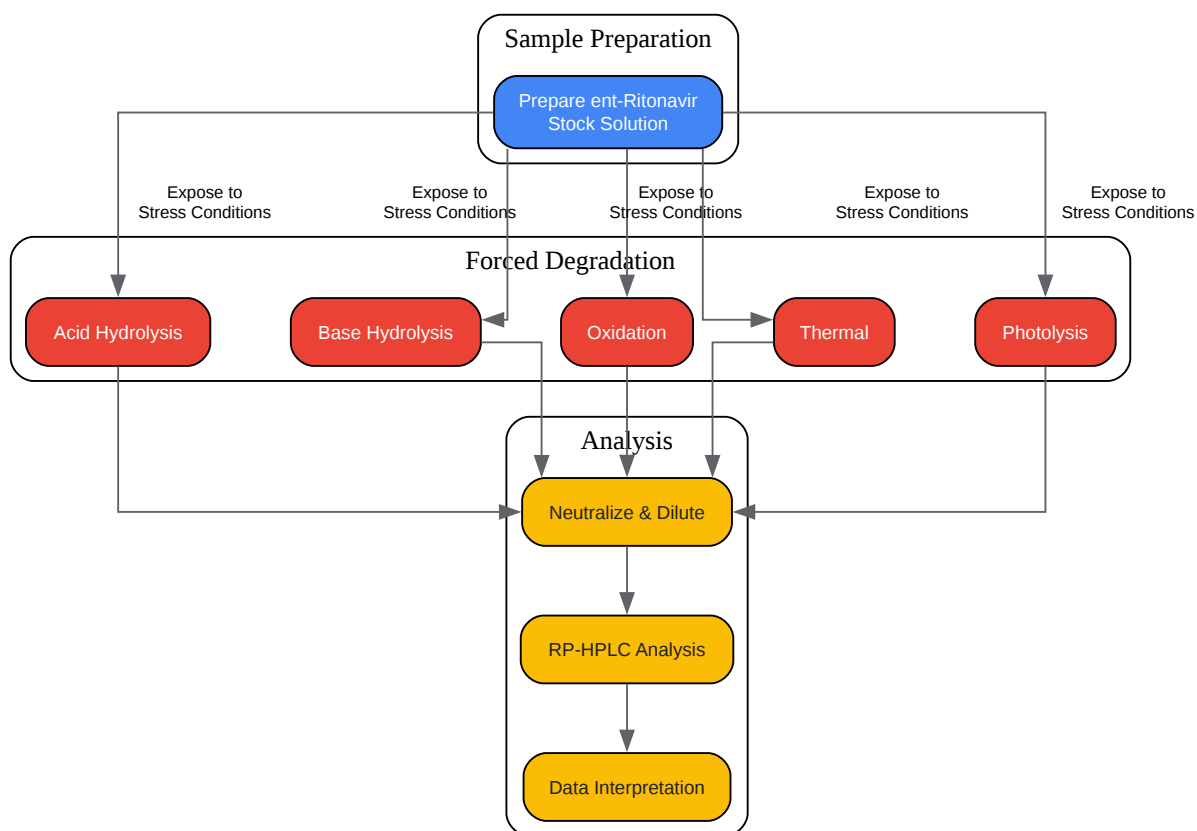 Sample Preparation
Prepare ent-Ritonavir
Stock Solution
Expose to
Stress Conditions
Expose to
Stress Conditions
Expose to
Stress Conditions
Expose to
Stress Conditions
Expose to
Stress Conditions
Forced Degradation
Acid Hydrolysis
Base Hydrolysis
Oxidation
Thermal
Photolysis
Analysis
Neutralize & Dilute
RP-HPLC Analysis
Data Interpretation